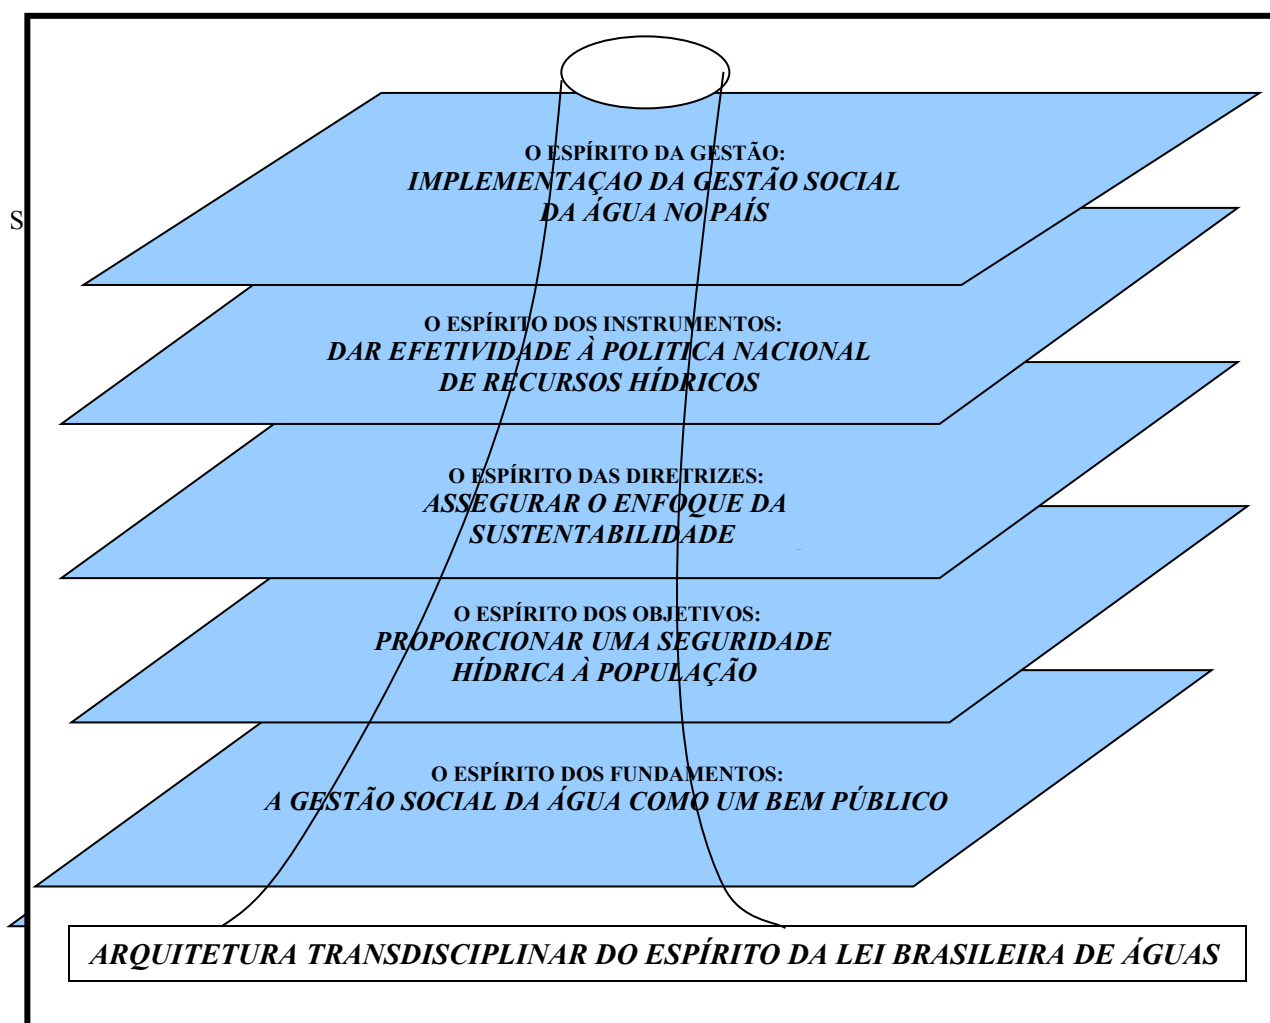 O ESPÍRITO DA GESTÃO:
IMPLEMENTAÇAO DA GESTÃO SOCIAL
DA ÁGUA NO PAÍS
S
O ESPÍRITO DOS INSTRUMENTOS:
DAR EFETIVIDADE À POLITICA NACIONAL
DE RECURSOS HÍDRICOS
O ESPÍRITO DAS DIRETRIZES:
ASSEGURAR O ENFOQUE DA
SUSTENTABILIDADE
O ESPÍRITO DOS OBJETIVOS:
PROPORCIONAR UMA SEGURIDADE
HÍDRICA À POPULAÇÃO
O ESPÍRITO DOS FUNDAMENTOS:
A GESTÃO SOCIAL DA ÁGUA COMO UM BEM PÚBLICO
ARQUITETURA TRANSDISCIPLINAR DO ESPÍRITO DA LEI BRASILEIRA DE ÁGUAS